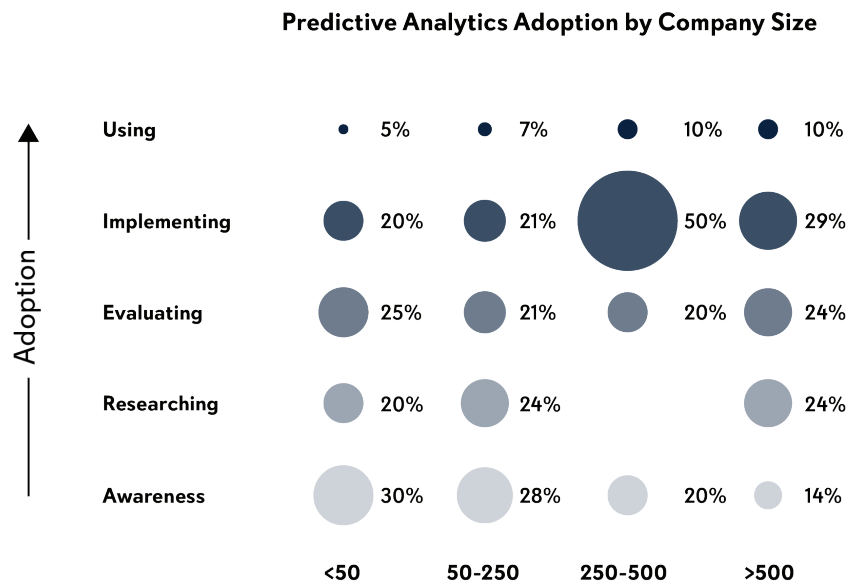 Predictive Analytics Adoption by Company Size
Adoption
Using 5% 7% 10% 10%
Implementing 20% 21% 50% 29%
Evaluating 25% 21% 20% 24%
Researching 20% 24% 24%
Awareness 30% 28% 20% 14%
<50 50-250 250-500 >500